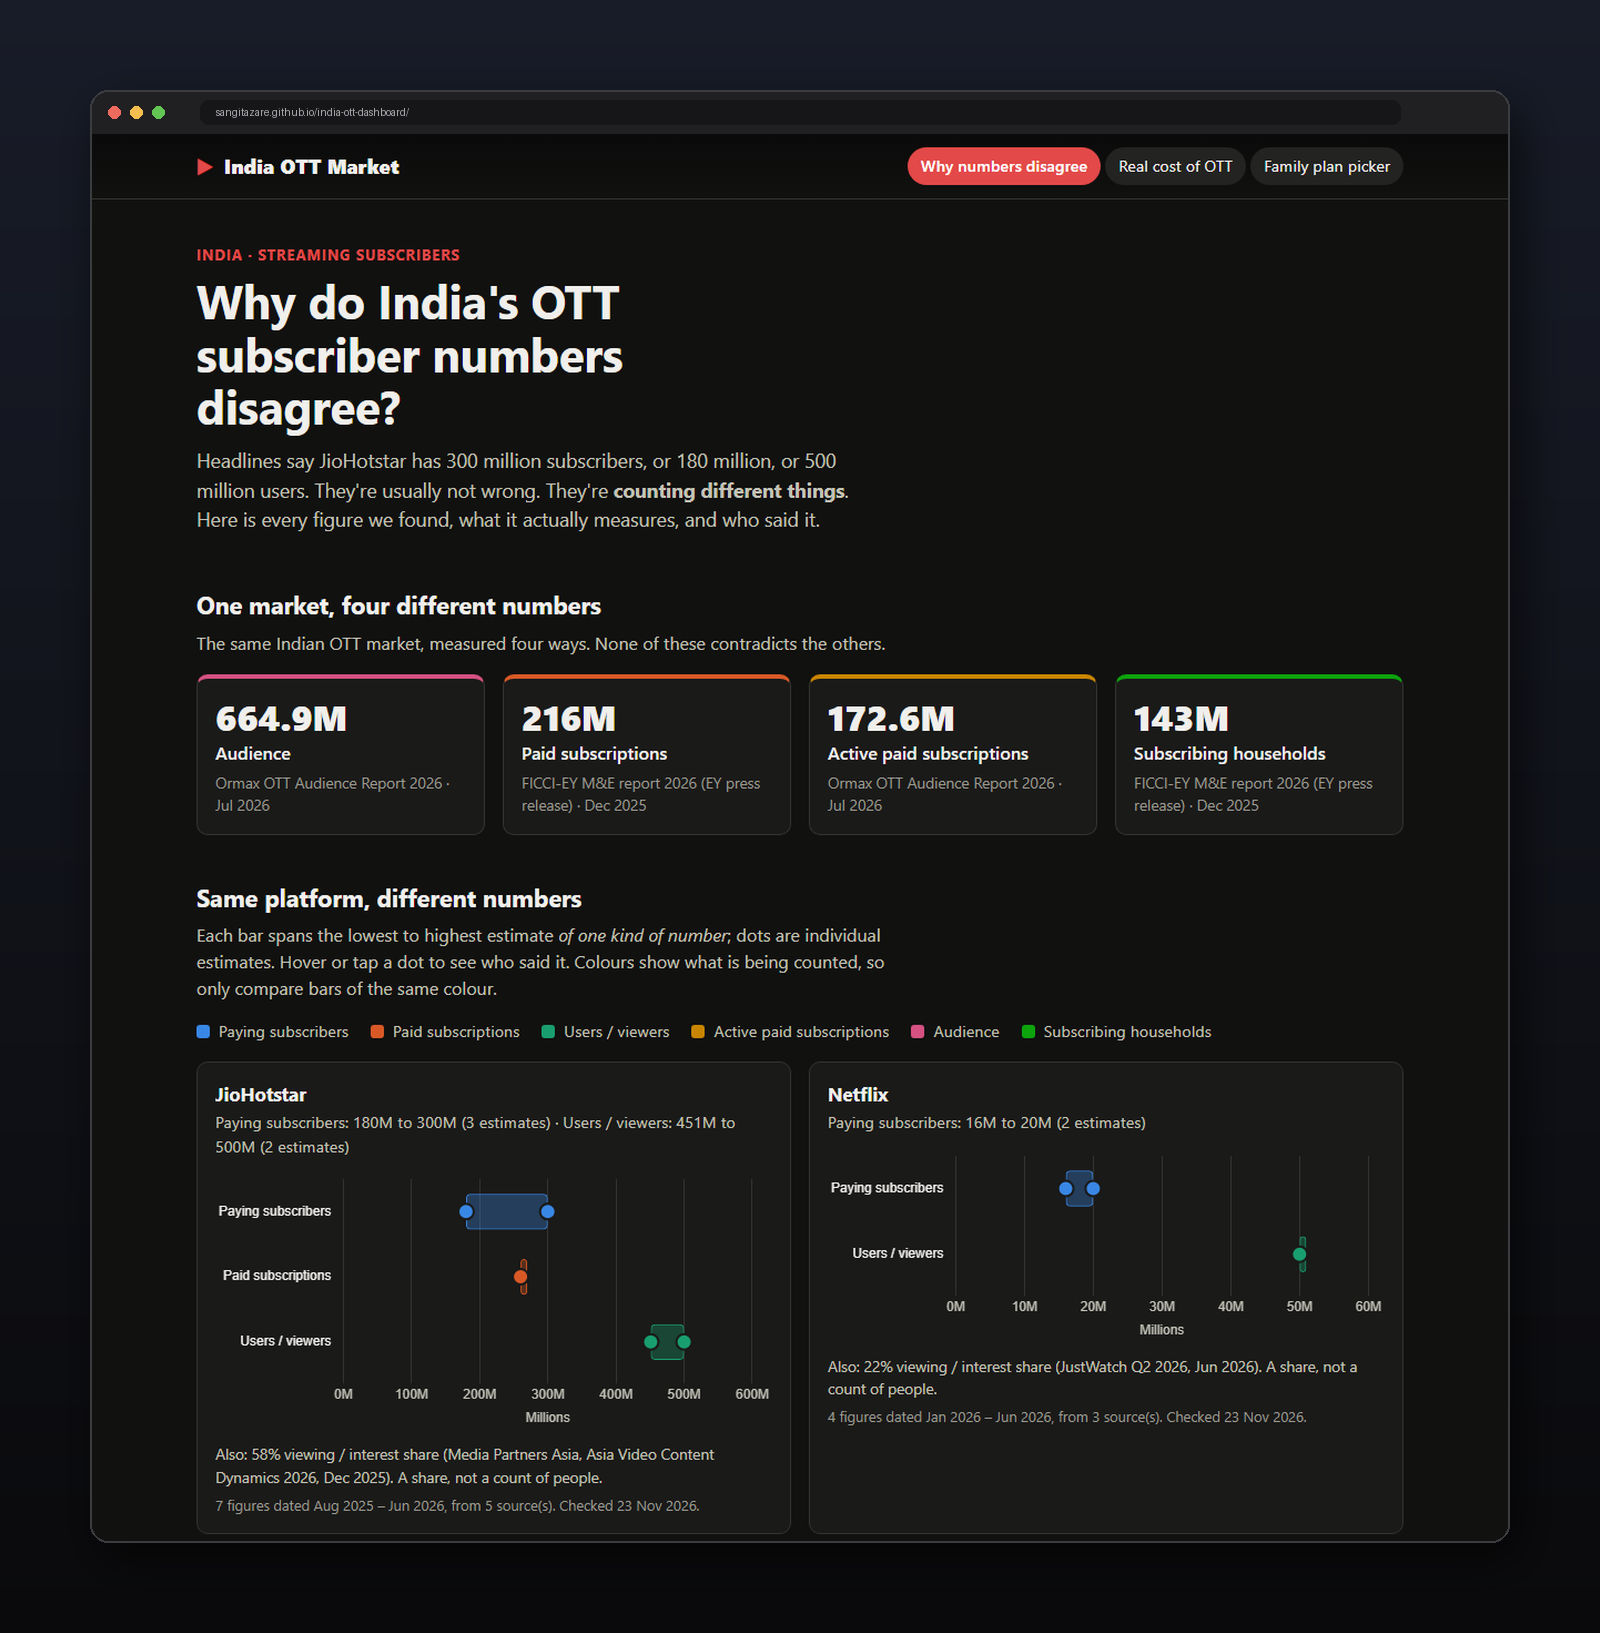 sangitazare.github.io/india-ott-dashboard/
India OTT Market
Why numbers disagree
Real cost of OTT
Family plan picker
INDIA · STREAMING SUBSCRIBERS
Why do India's OTT
subscriber numbers
disagree?
Headlines say JioHotstar has 300 million subscribers, or 180 million, or 500
million users. They're usually not wrong. They're counting different things.
Here is every figure we found, what it actually measures, and who said it.
One market, four different numbers
The same Indian OTT market, measured four ways. None of these contradicts the others.
664.9M
Audience
Ormax OTT Audience Report 2026 ·
Jul 2026
216M
Paid subscriptions
FICCI-EY M&E report 2026 (EY press
release) · Dec 2025
172.6M
Active paid subscriptions
Ormax OTT Audience Report 2026 ·
Jul 2026
143M
Subscribing households
FICCI-EY M&E report 2026 (EY press
release) · Dec 2025
Same platform, different numbers
Each bar spans the lowest to highest estimate of one kind of number; dots are individual
estimates. Hover or tap a dot to see who said it. Colours show what is being counted, so
only compare bars of the same colour.
Paying subscribers
Paid subscriptions
Users / viewers
Active paid subscriptions
Audience
Subscribing households
JioHotstar
Paying subscribers: 180M to 300M (3 estimates) · Users / viewers: 451M to
500M (2 estimates)
Paying subscribers
Paid subscriptions
Users / viewers
0M 100M 200M 300M 400M 500M 600M
Millions
Also: 58% viewing / interest share (Media Partners Asia, Asia Video Content
Dynamics 2026, Dec 2025). A share, not a count of people.
7 figures dated Aug 2025 – Jun 2026, from 5 source(s). Checked 23 Nov 2026.
Netflix
Paying subscribers: 16M to 20M (2 estimates)
Paying subscribers
Users / viewers
0M 10M 20M 30M 40M 50M 60M
Millions
Also: 22% viewing / interest share (JustWatch Q2 2026, Jun 2026). A share, not a
count of people.
4 figures dated Jan 2026 – Jun 2026, from 3 source(s). Checked 23 Nov 2026.